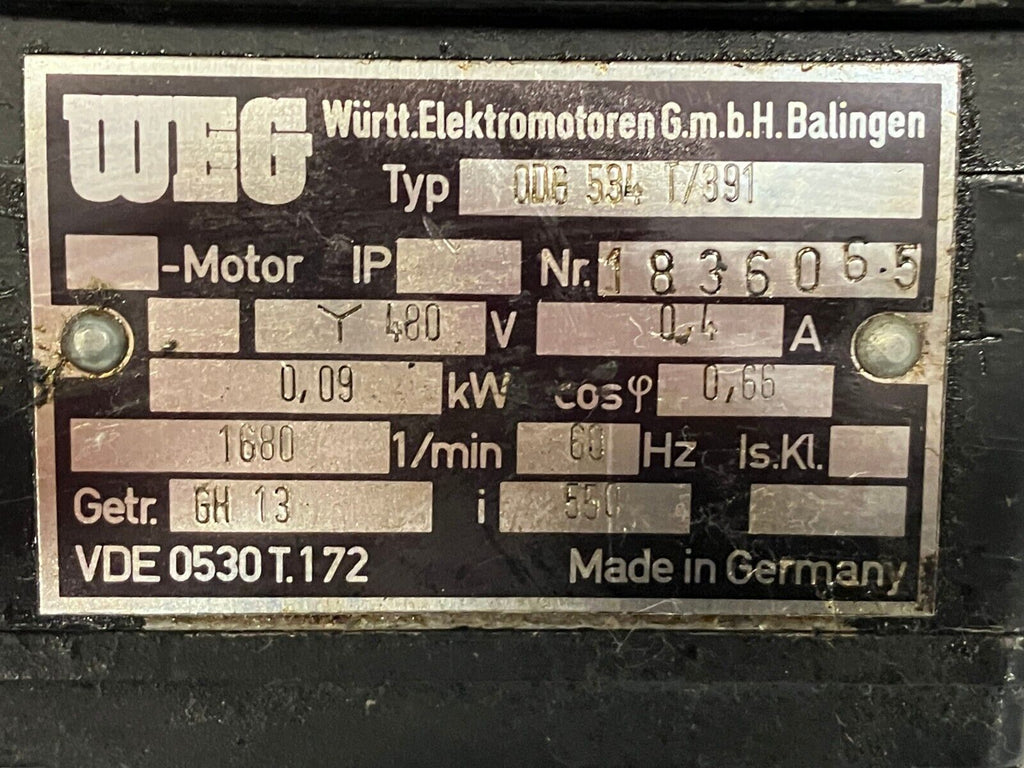 WEG Württ.Elektromotoren G.m.b.H. Balingen
Typ ODG 534 T/391
-Motor IP Nr. 1836065
Y 480 V 0,4 A
0,09 kW cosφ 0,66
1680 1/min 60 Hz Is.Kl.
Getr. GH 13 i 550
VDE 0530 T.172 Made in Germany